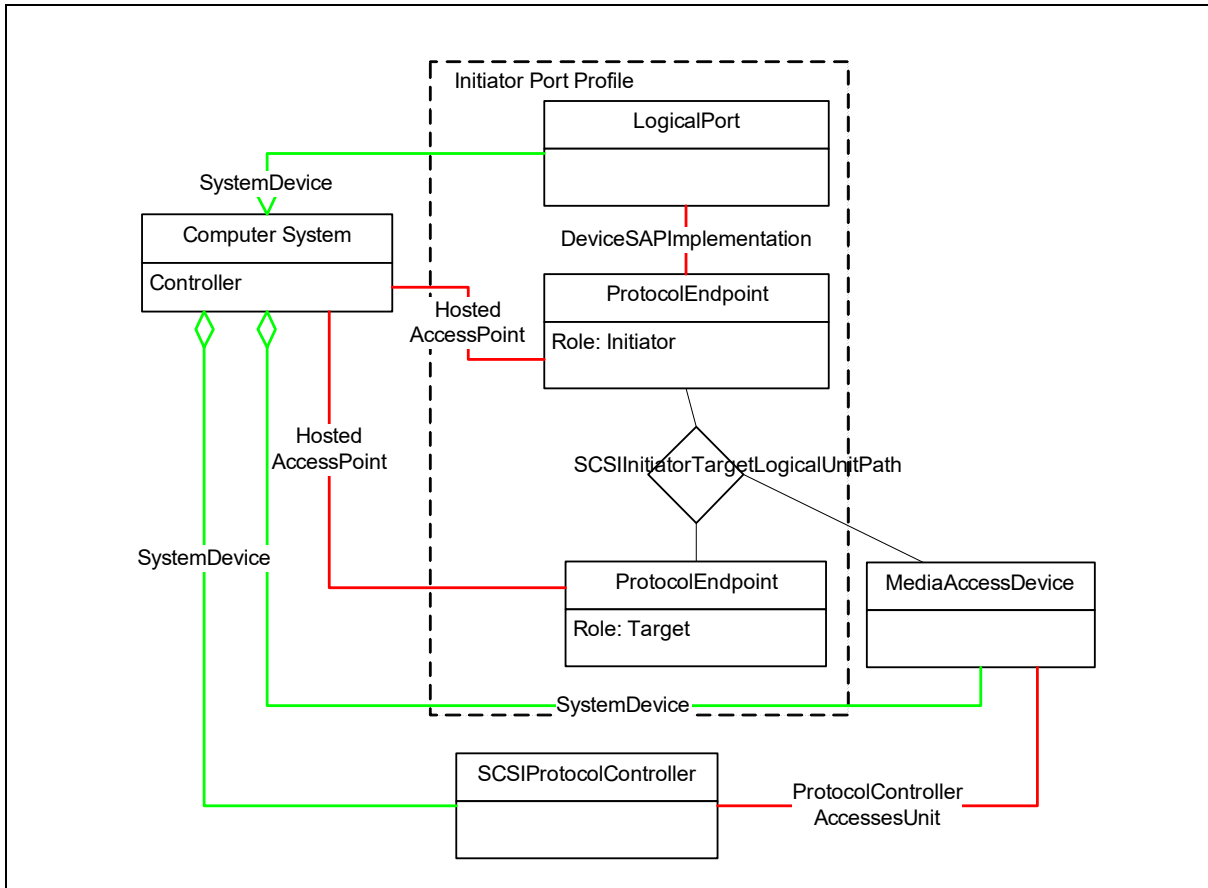 Initiator Port Profile
LogicalPort
SystemDevice
Computer System
Controller
DeviceSAPImplementation
ProtocolEndpoint
Role: Initiator
Hosted
AccessPoint
Hosted
AccessPoint
SCSIInitiatorTargetLogicalUnitPath
SystemDevice
ProtocolEndpoint
Role: Target
MediaAccessDevice
SystemDevice
SCSIProtocolController
ProtocolController
AccessesUnit